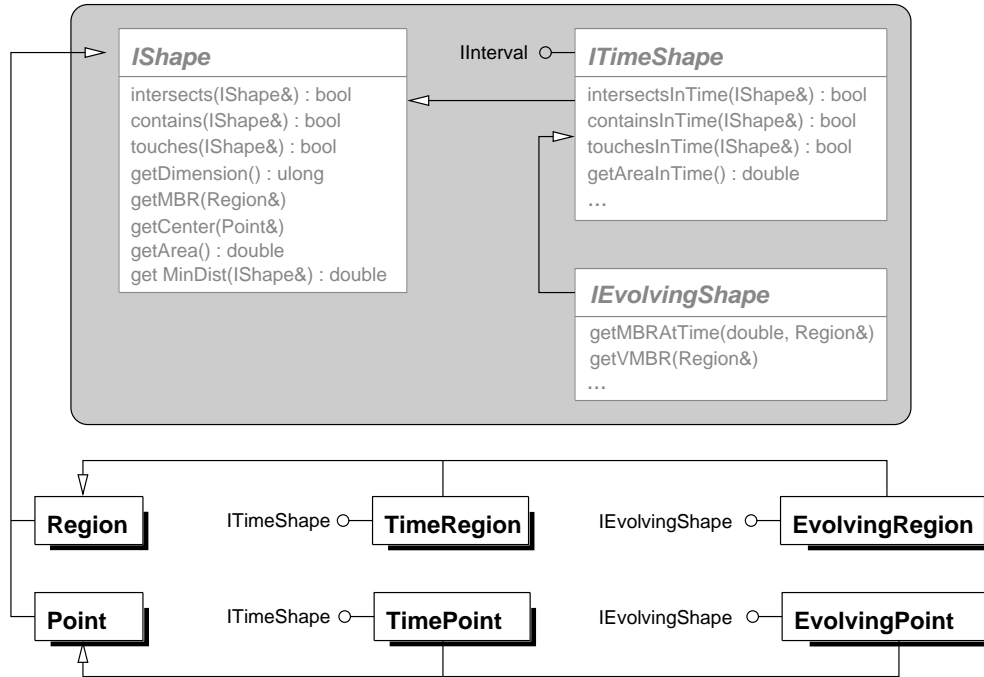 IShape
intersects(IShape&) : bool
contains(IShape&) : bool
touches(IShape&) : bool
getDimension() : ulong
getMBR(Region&)
getCenter(Point&)
getArea() : double
get MinDist(IShape&) : double
IInterval
ITimeShape
intersectsInTime(IShape&) : bool
containsInTime(IShape&) : bool
touchesInTime(IShape&) : bool
getAreaInTime() : double
...
IEvolvingShape
getMBRAtTime(double, Region&)
getVMBR(Region&)
...
Region
ITimeShape
TimeRegion
IEvolvingShape
EvolvingRegion
Point
ITimeShape
TimePoint
IEvolvingShape
EvolvingPoint